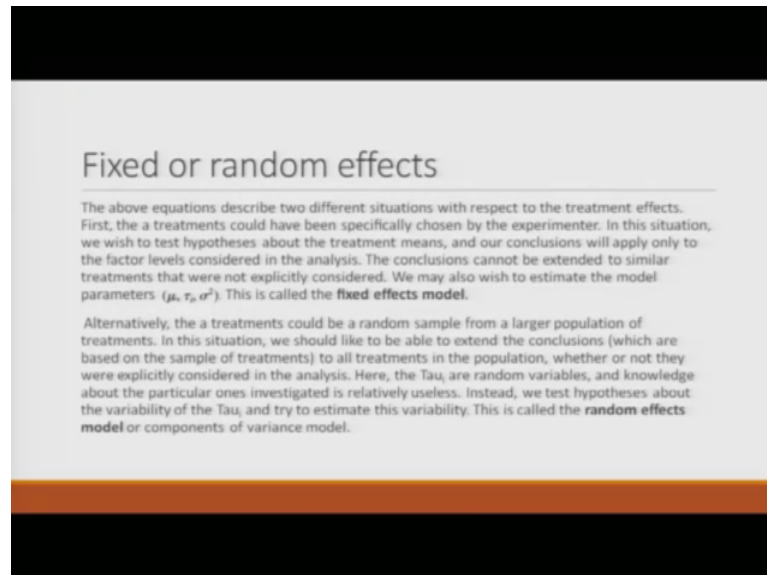 Fixed or random effects
The above equations describe two different situations with respect to the treatment effects.
First, the a treatments could have been specifically chosen by the experimenter. In this situation,
we wish to test hypotheses about the treatment means, and our conclusions will apply only to
the factor levels considered in the analysis. The conclusions cannot be extended to similar
treatments that were not explicitly considered. We may also wish to estimate the model
parameters (μ, τᵢ, σ²). This is called the fixed effects model.
Alternatively, the a treatments could be a random sample from a larger population of
treatments. In this situation, we should like to be able to extend the conclusions (which are
based on the sample of treatments) to all treatments in the population, whether or not they
were explicitly considered in the analysis. Here, the Tauᵢ are random variables, and knowledge
about the particular ones investigated is relatively useless. Instead, we test hypotheses about
the variability of the Tauᵢ and try to estimate this variability. This is called the random effects
model or components of variance model.